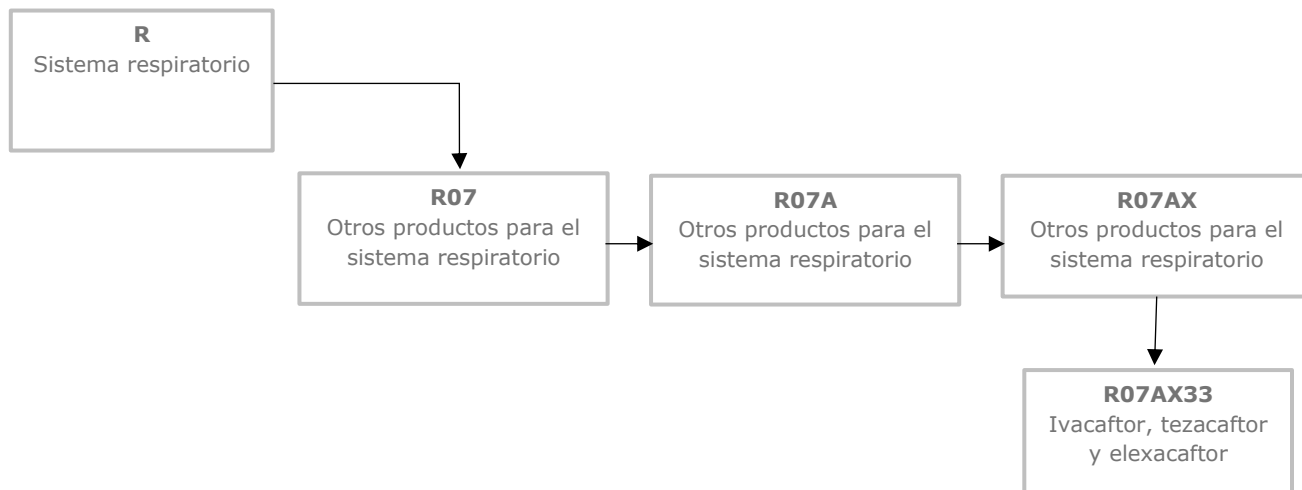 R
Sistema respiratorio
R07
Otros productos para el
sistema respiratorio
R07A
Otros productos para el
sistema respiratorio
R07AX
Otros productos para el
sistema respiratorio
R07AX33
Ivacaftor, tezacaftor
y elexacaftor